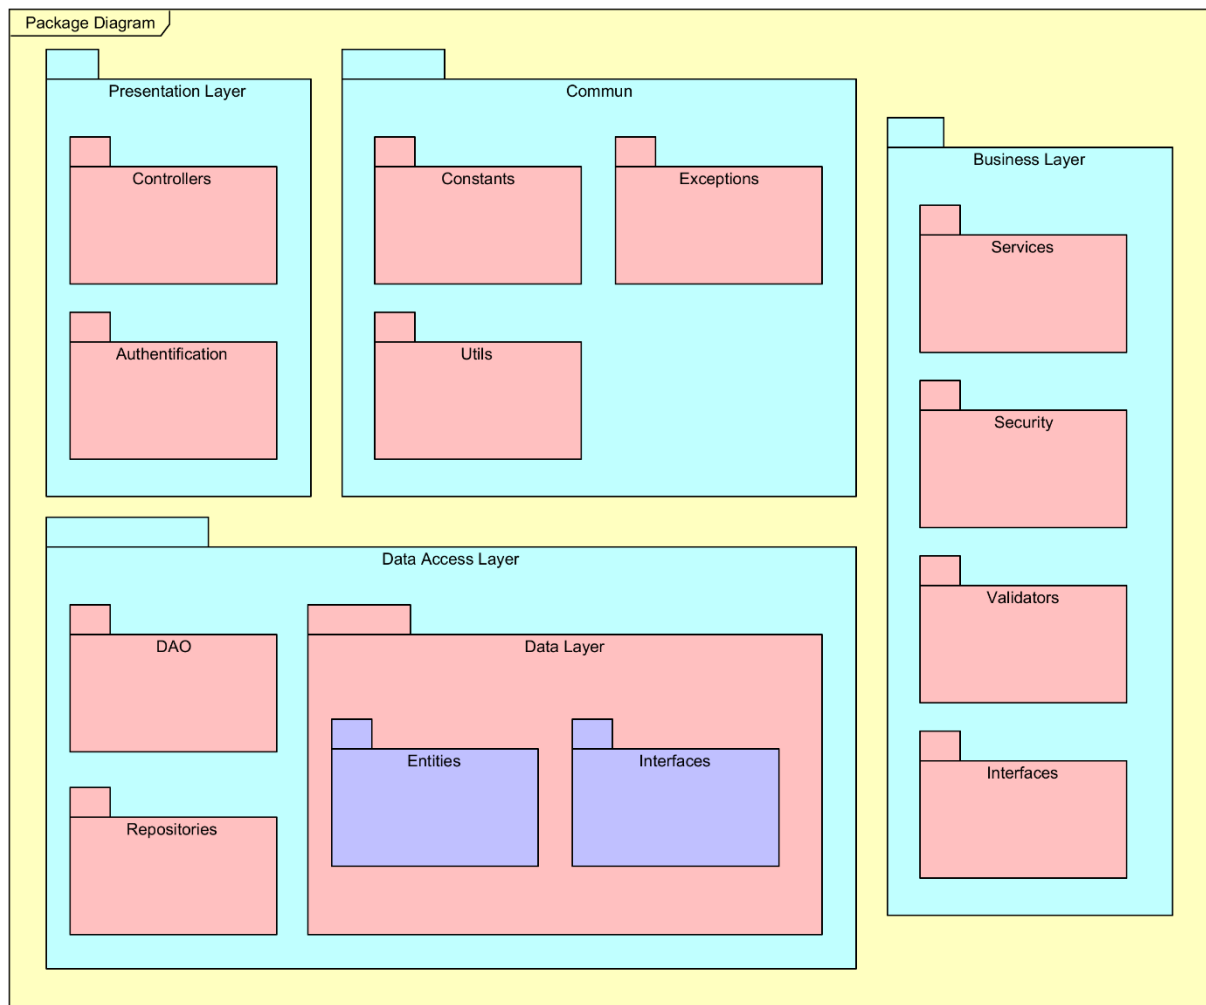 Package Diagram
Presentation Layer
Controllers
Authentification
Commun
Constants
Exceptions
Utils
Business Layer
Services
Security
Validators
Interfaces
Data Access Layer
DAO
Repositories
Data Layer
Entities
Interfaces